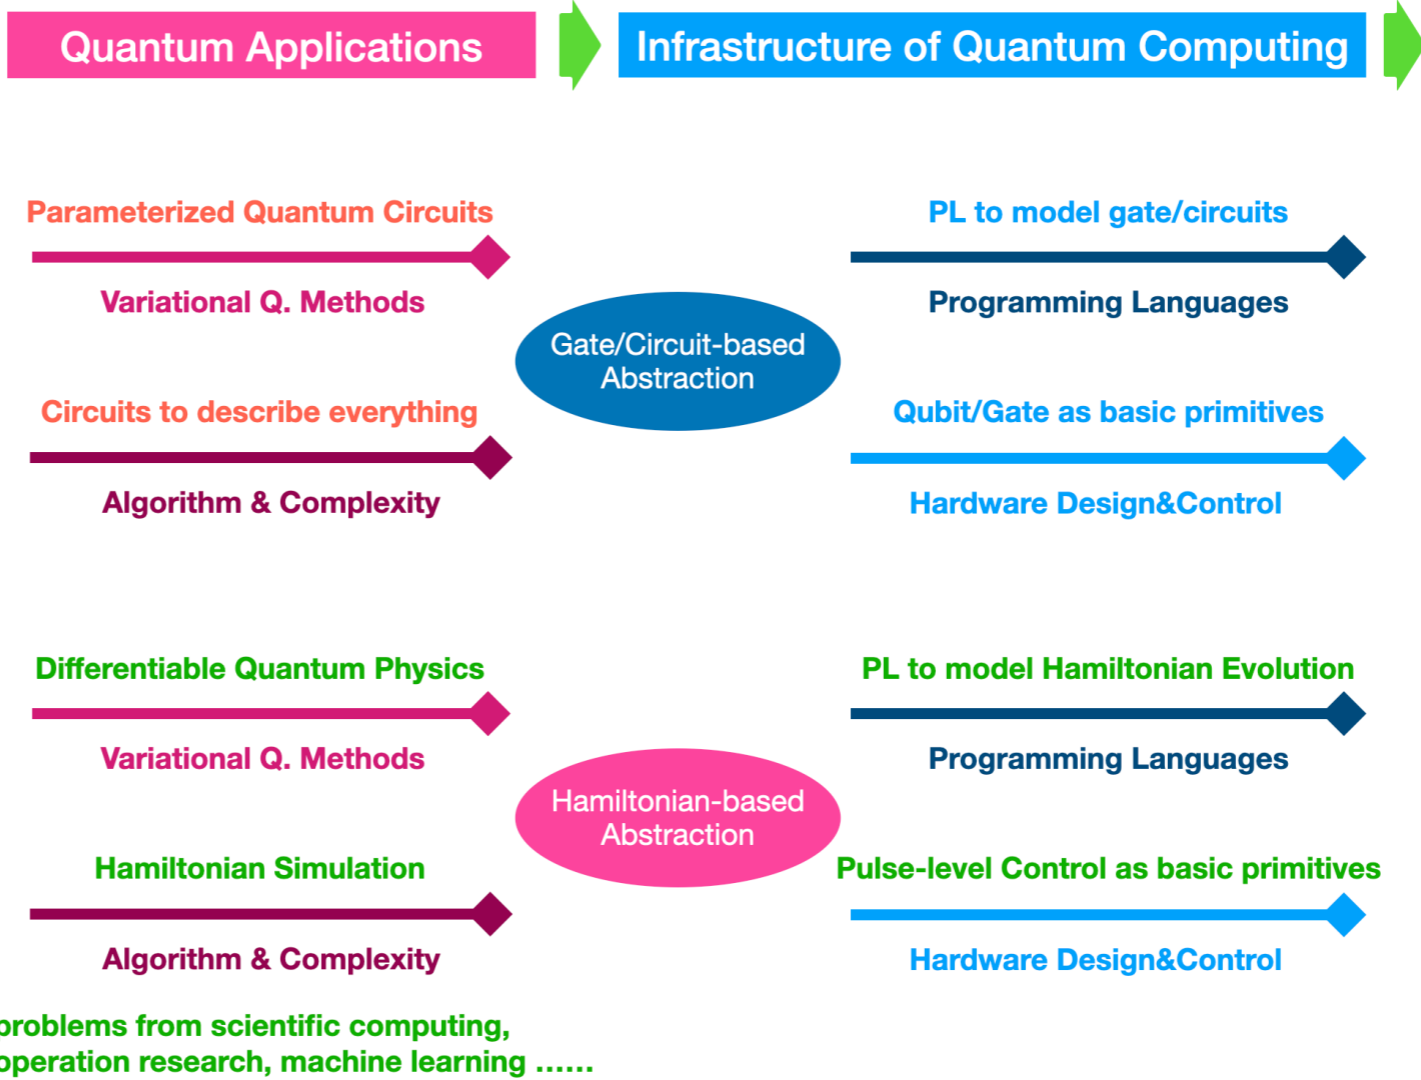 Quantum Applications
Infrastructure of Quantum Computing
Parameterized Quantum Circuits
Variational Q. Methods
PL to model gate/circuits
Programming Languages
Gate/Circuit-based
Abstraction
Circuits to describe everything
Algorithm & Complexity
Qubit/Gate as basic primitives
Hardware Design&Control
Differentiable Quantum Physics
Variational Q. Methods
PL to model Hamiltonian Evolution
Programming Languages
Hamiltonian-based
Abstraction
Hamiltonian Simulation
Algorithm & Complexity
Pulse-level Control as basic primitives
Hardware Design&Control
problems from scientific computing,
operation research, machine learning ......